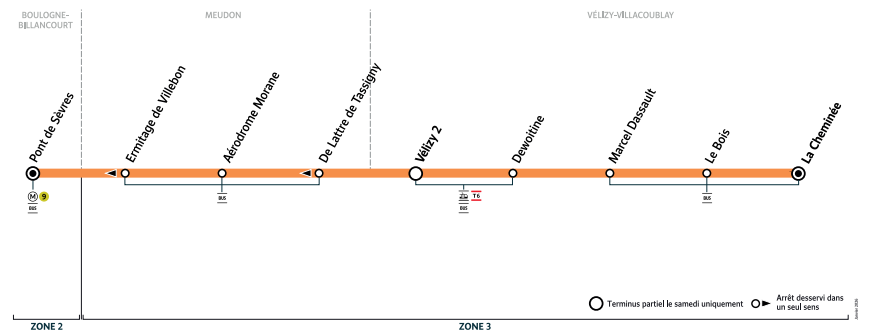 BOULOGNE-
BILLANCOURT
MEUDON
VÉLIZY-VILLACOUBLAY
Pont de Sèvres
Ermitage de Villebon
Aérodrome Morane
De Lattre de Tassigny
Vélizy 2
Dewoitine
Marcel Dassault
Le Bois
La Cheminée
M 9
BUS
BUS
T6
BUS
BUS
Terminus partiel le samedi uniquement
Arrêt desservi dans
un seul sens
ZONE 2
ZONE 3